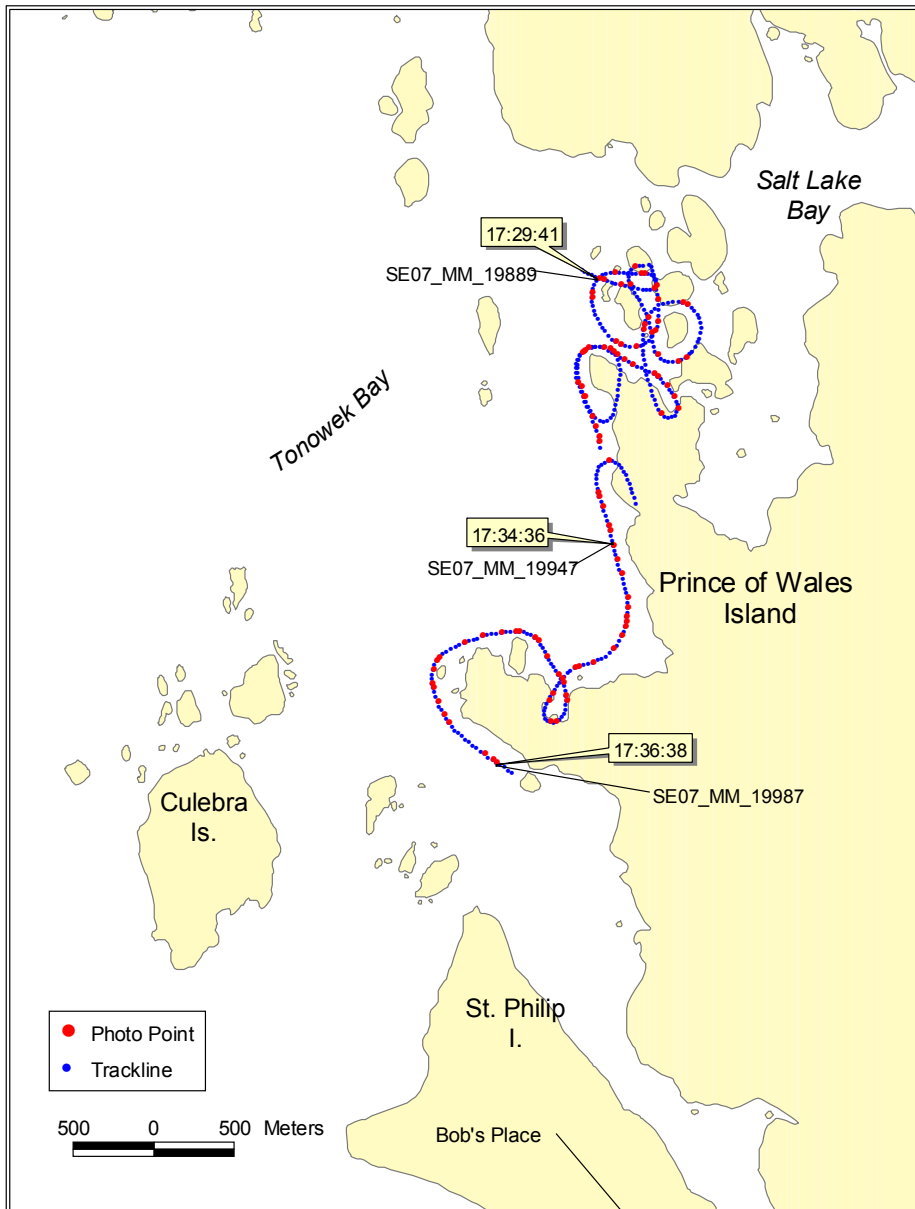 Salt Lake
Bay
17:29:41
SE07_MM_19889
Tonowek Bay
17:34:36
SE07_MM_19947
Prince of Wales
Island
17:36:38
SE07_MM_19987
Culebra
Is.
St. Philip
I.
Photo Point
Trackline
500 0 500 Meters
Bob's Place